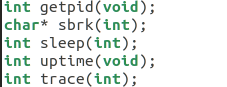 int getpid(void);
char* sbrk(int);
int sleep(int);
int uptime(void);
int trace(int);